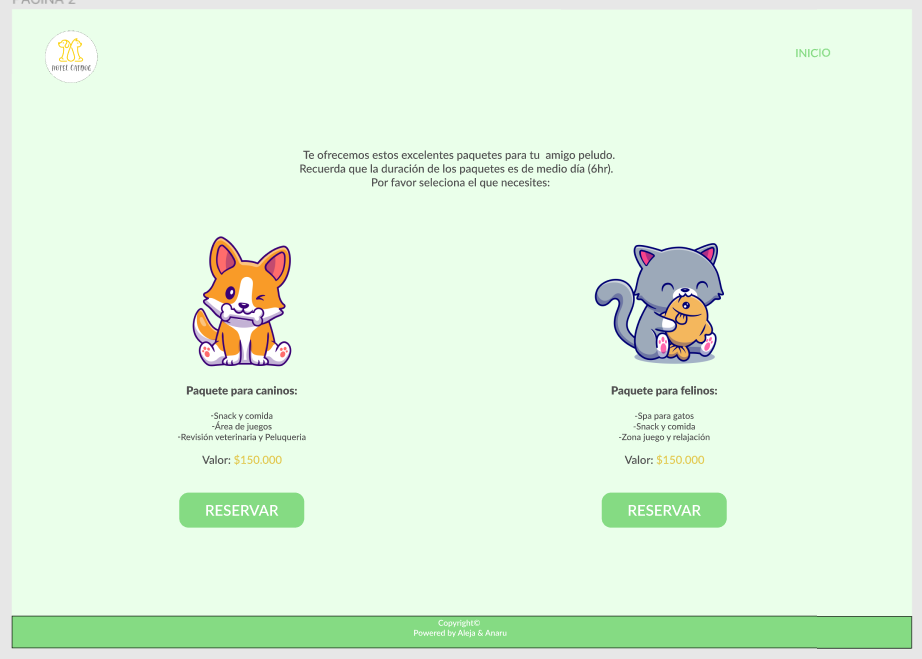 PÁGINA 2
INICIO
Te ofrecemos estos excelentes paquetes para tu amigo peludo.
Recuerda que la duración de los paquetes es de medio día (6hr).
Por favor seleciona el que necesites:
Paquete para caninos:
-Snack y comida
-Área de juegos
-Revisión veterinaria y Peluqueria
Valor: $150.000
RESERVAR
Paquete para felinos:
-Spa para gatos
-Snack y comida
-Zona juego y relajación
Valor: $150.000
RESERVAR
Copyright©
Powered by Aleja & Anaru